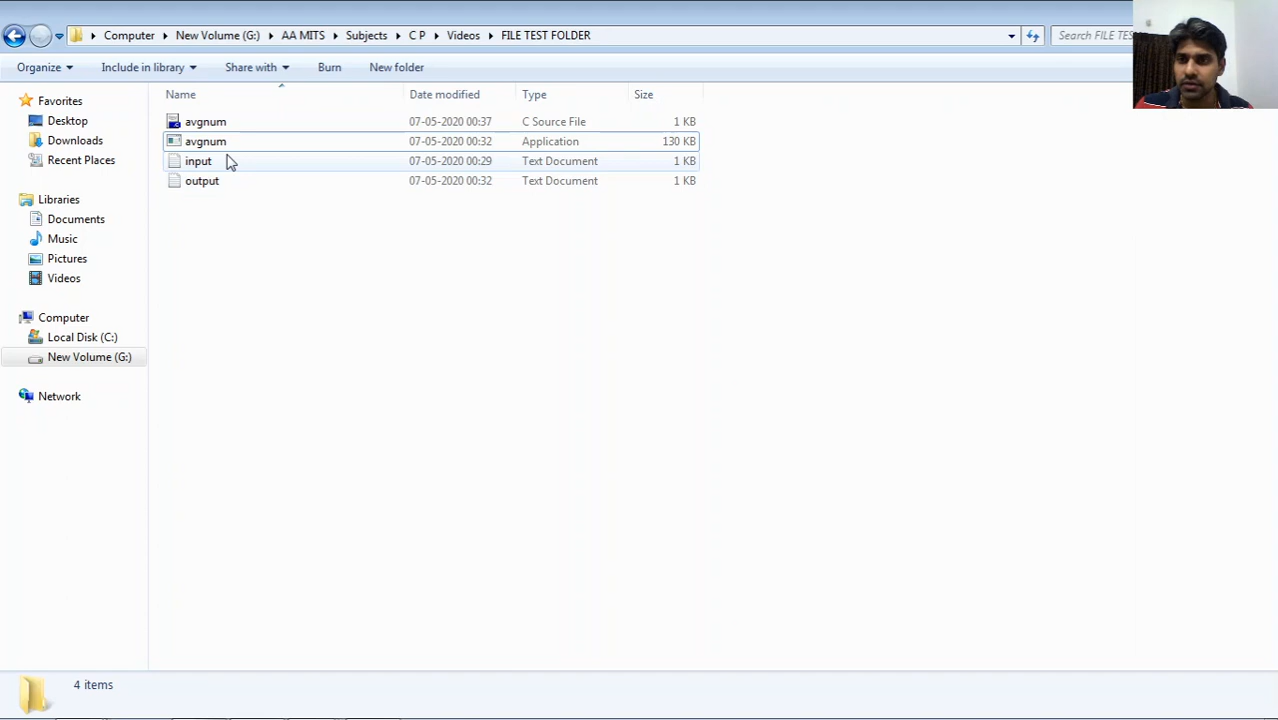 Computer New Volume (G:) AA MITS Subjects C P Videos FILE TEST FOLDER Search FILE TES
Organize Include in library Share with Burn New folder
Name Date modified Type Size
avgnum 07-05-2020 00:37 C Source File 1 KB
avgnum 07-05-2020 00:32 Application 130 KB
input 07-05-2020 00:29 Text Document 1 KB
output 07-05-2020 00:32 Text Document 1 KB
Favorites
Desktop
Downloads
Recent Places
Libraries
Documents
Music
Pictures
Videos
Computer
Local Disk (C:)
New Volume (G:)
Network
4 items